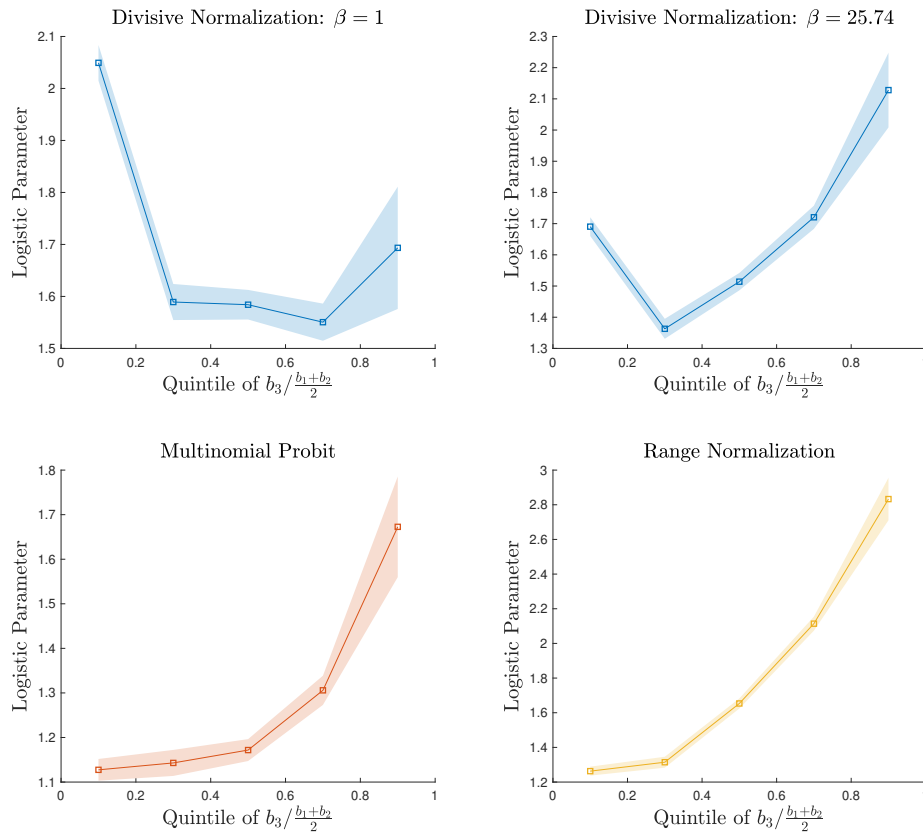 Divisive Normalization: β = 1
Logistic Parameter
2.1
2
1.9
1.8
1.7
1.6
1.5
0 0.2 0.4 0.6 0.8 1
Quintile of b₃/(b₁+b₂)/2
Divisive Normalization: β = 25.74
Logistic Parameter
2.3
2.2
2.1
2
1.9
1.8
1.7
1.6
1.5
1.4
1.3
0 0.2 0.4 0.6 0.8
Quintile of b₃/(b₁+b₂)/2
Multinomial Probit
Logistic Parameter
1.8
1.7
1.6
1.5
1.4
1.3
1.2
1.1
0 0.2 0.4 0.6 0.8 1
Quintile of b₃/(b₁+b₂)/2
Range Normalization
Logistic Parameter
3
2.8
2.6
2.4
2.2
2
1.8
1.6
1.4
1.2
0 0.2 0.4 0.6 0.8
Quintile of b₃/(b₁+b₂)/2